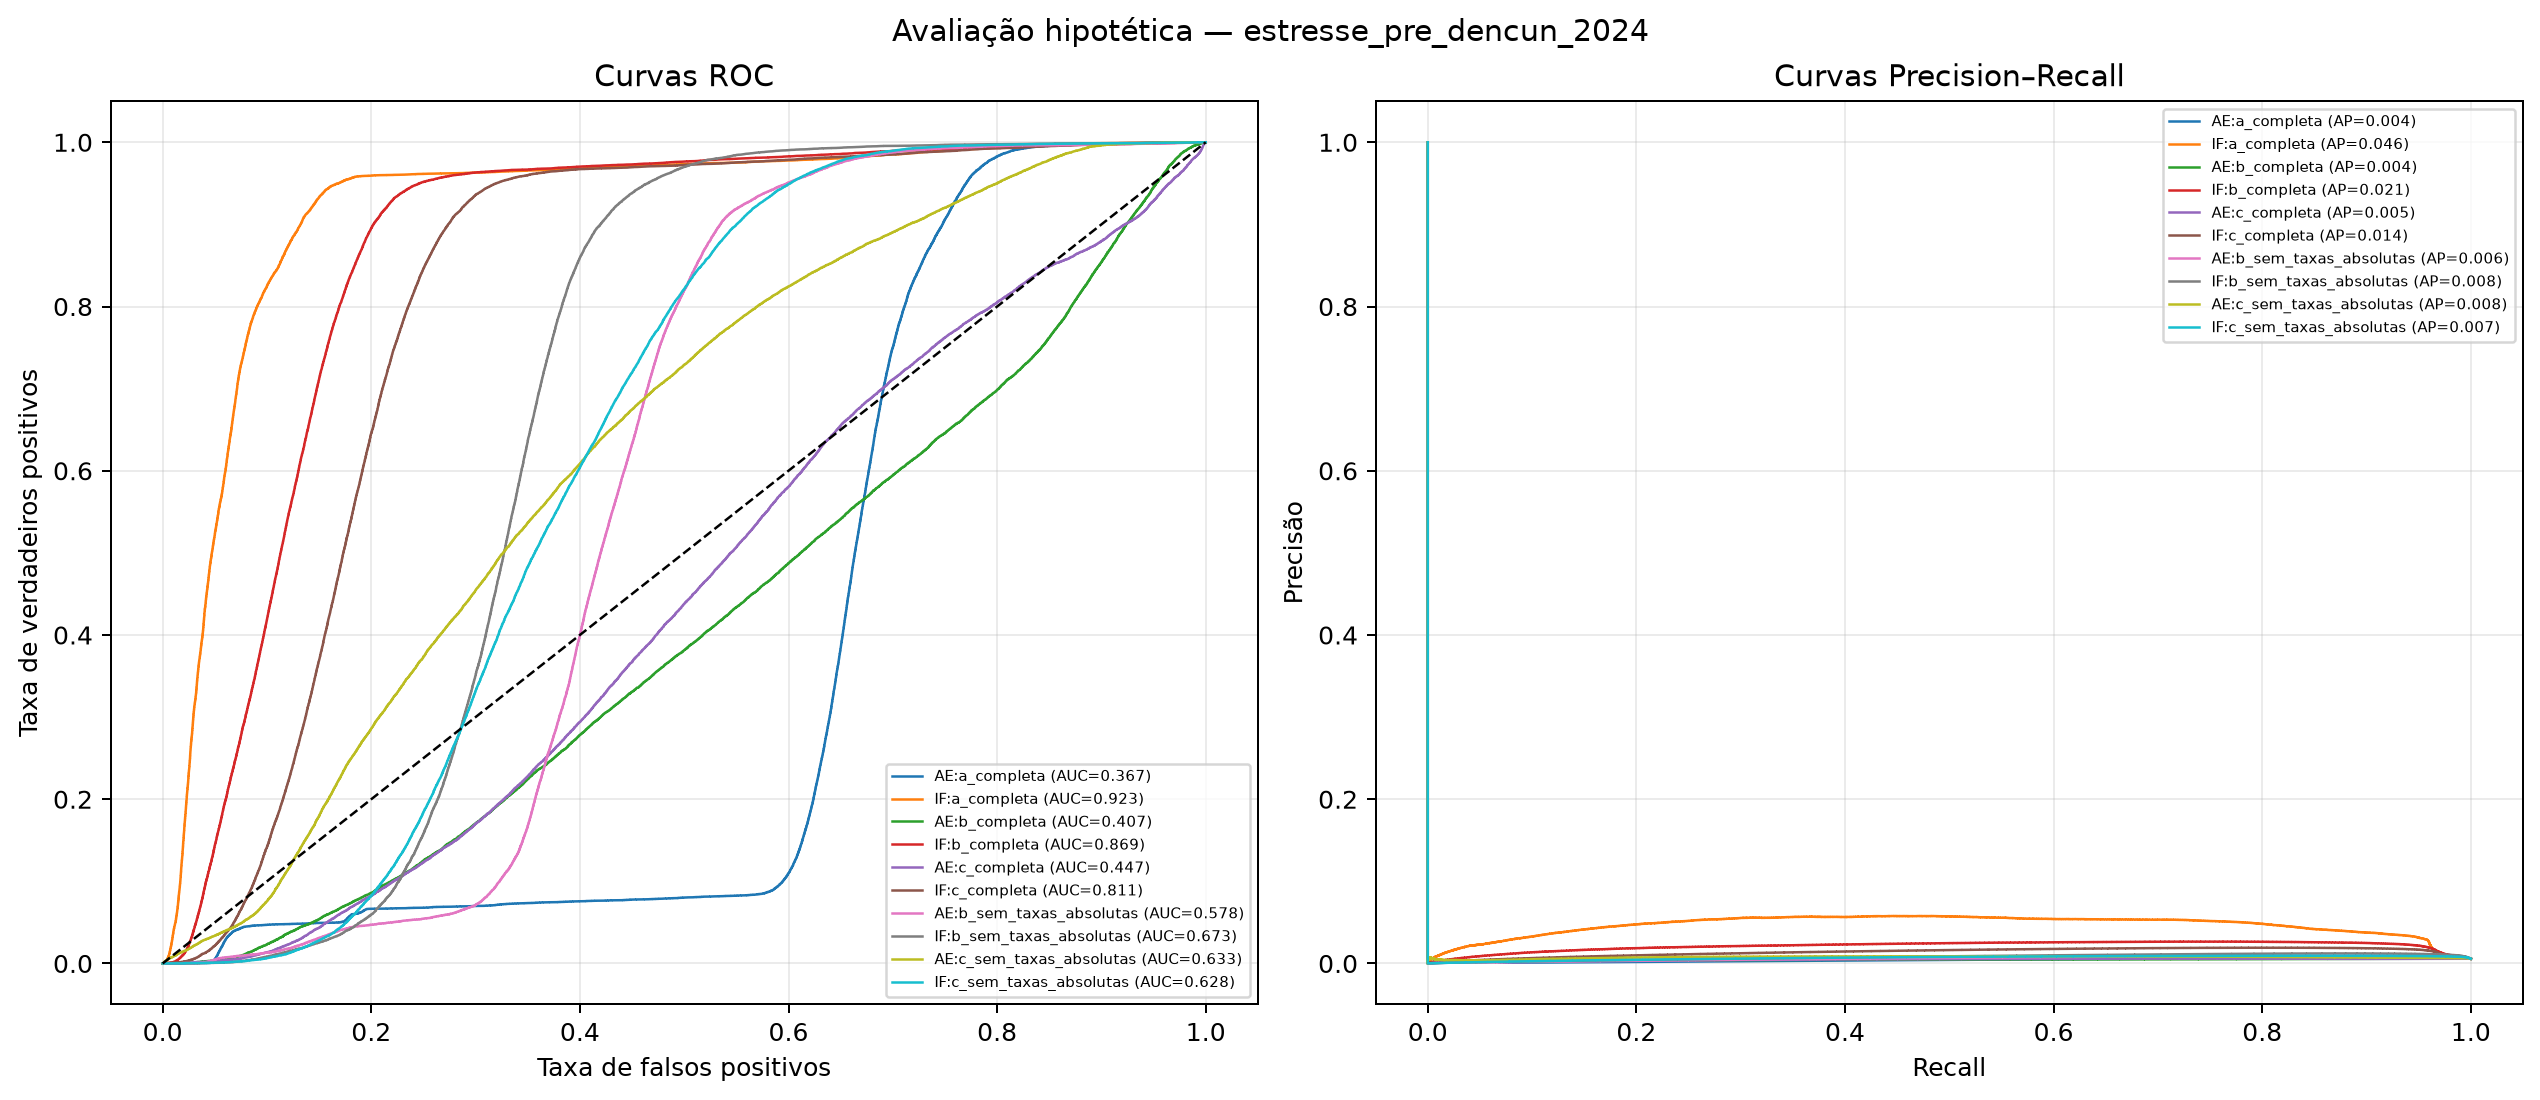 Avaliação hipotética — estresse_pre_dencun_2024
Curvas ROC
Taxa de verdadeiros positivos
1.0
0.8
0.6
0.4
0.2
0.0
AE:a_completa (AUC=0.367)
IF:a_completa (AUC=0.923)
AE:b_completa (AUC=0.407)
IF:b_completa (AUC=0.869)
AE:c_completa (AUC=0.447)
IF:c_completa (AUC=0.811)
AE:b_sem_taxas_absolutas (AUC=0.578)
IF:b_sem_taxas_absolutas (AUC=0.673)
AE:c_sem_taxas_absolutas (AUC=0.633)
IF:c_sem_taxas_absolutas (AUC=0.628)
0.0 0.2 0.4 0.6 0.8 1.0
Taxa de falsos positivos
Curvas Precision–Recall
Precisão
1.0
0.8
0.6
0.4
0.2
0.0
AE:a_completa (AP=0.004)
IF:a_completa (AP=0.046)
AE:b_completa (AP=0.004)
IF:b_completa (AP=0.021)
AE:c_completa (AP=0.005)
IF:c_completa (AP=0.014)
AE:b_sem_taxas_absolutas (AP=0.006)
IF:b_sem_taxas_absolutas (AP=0.008)
AE:c_sem_taxas_absolutas (AP=0.008)
IF:c_sem_taxas_absolutas (AP=0.007)
0.0 0.2 0.4 0.6 0.8 1.0
Recall